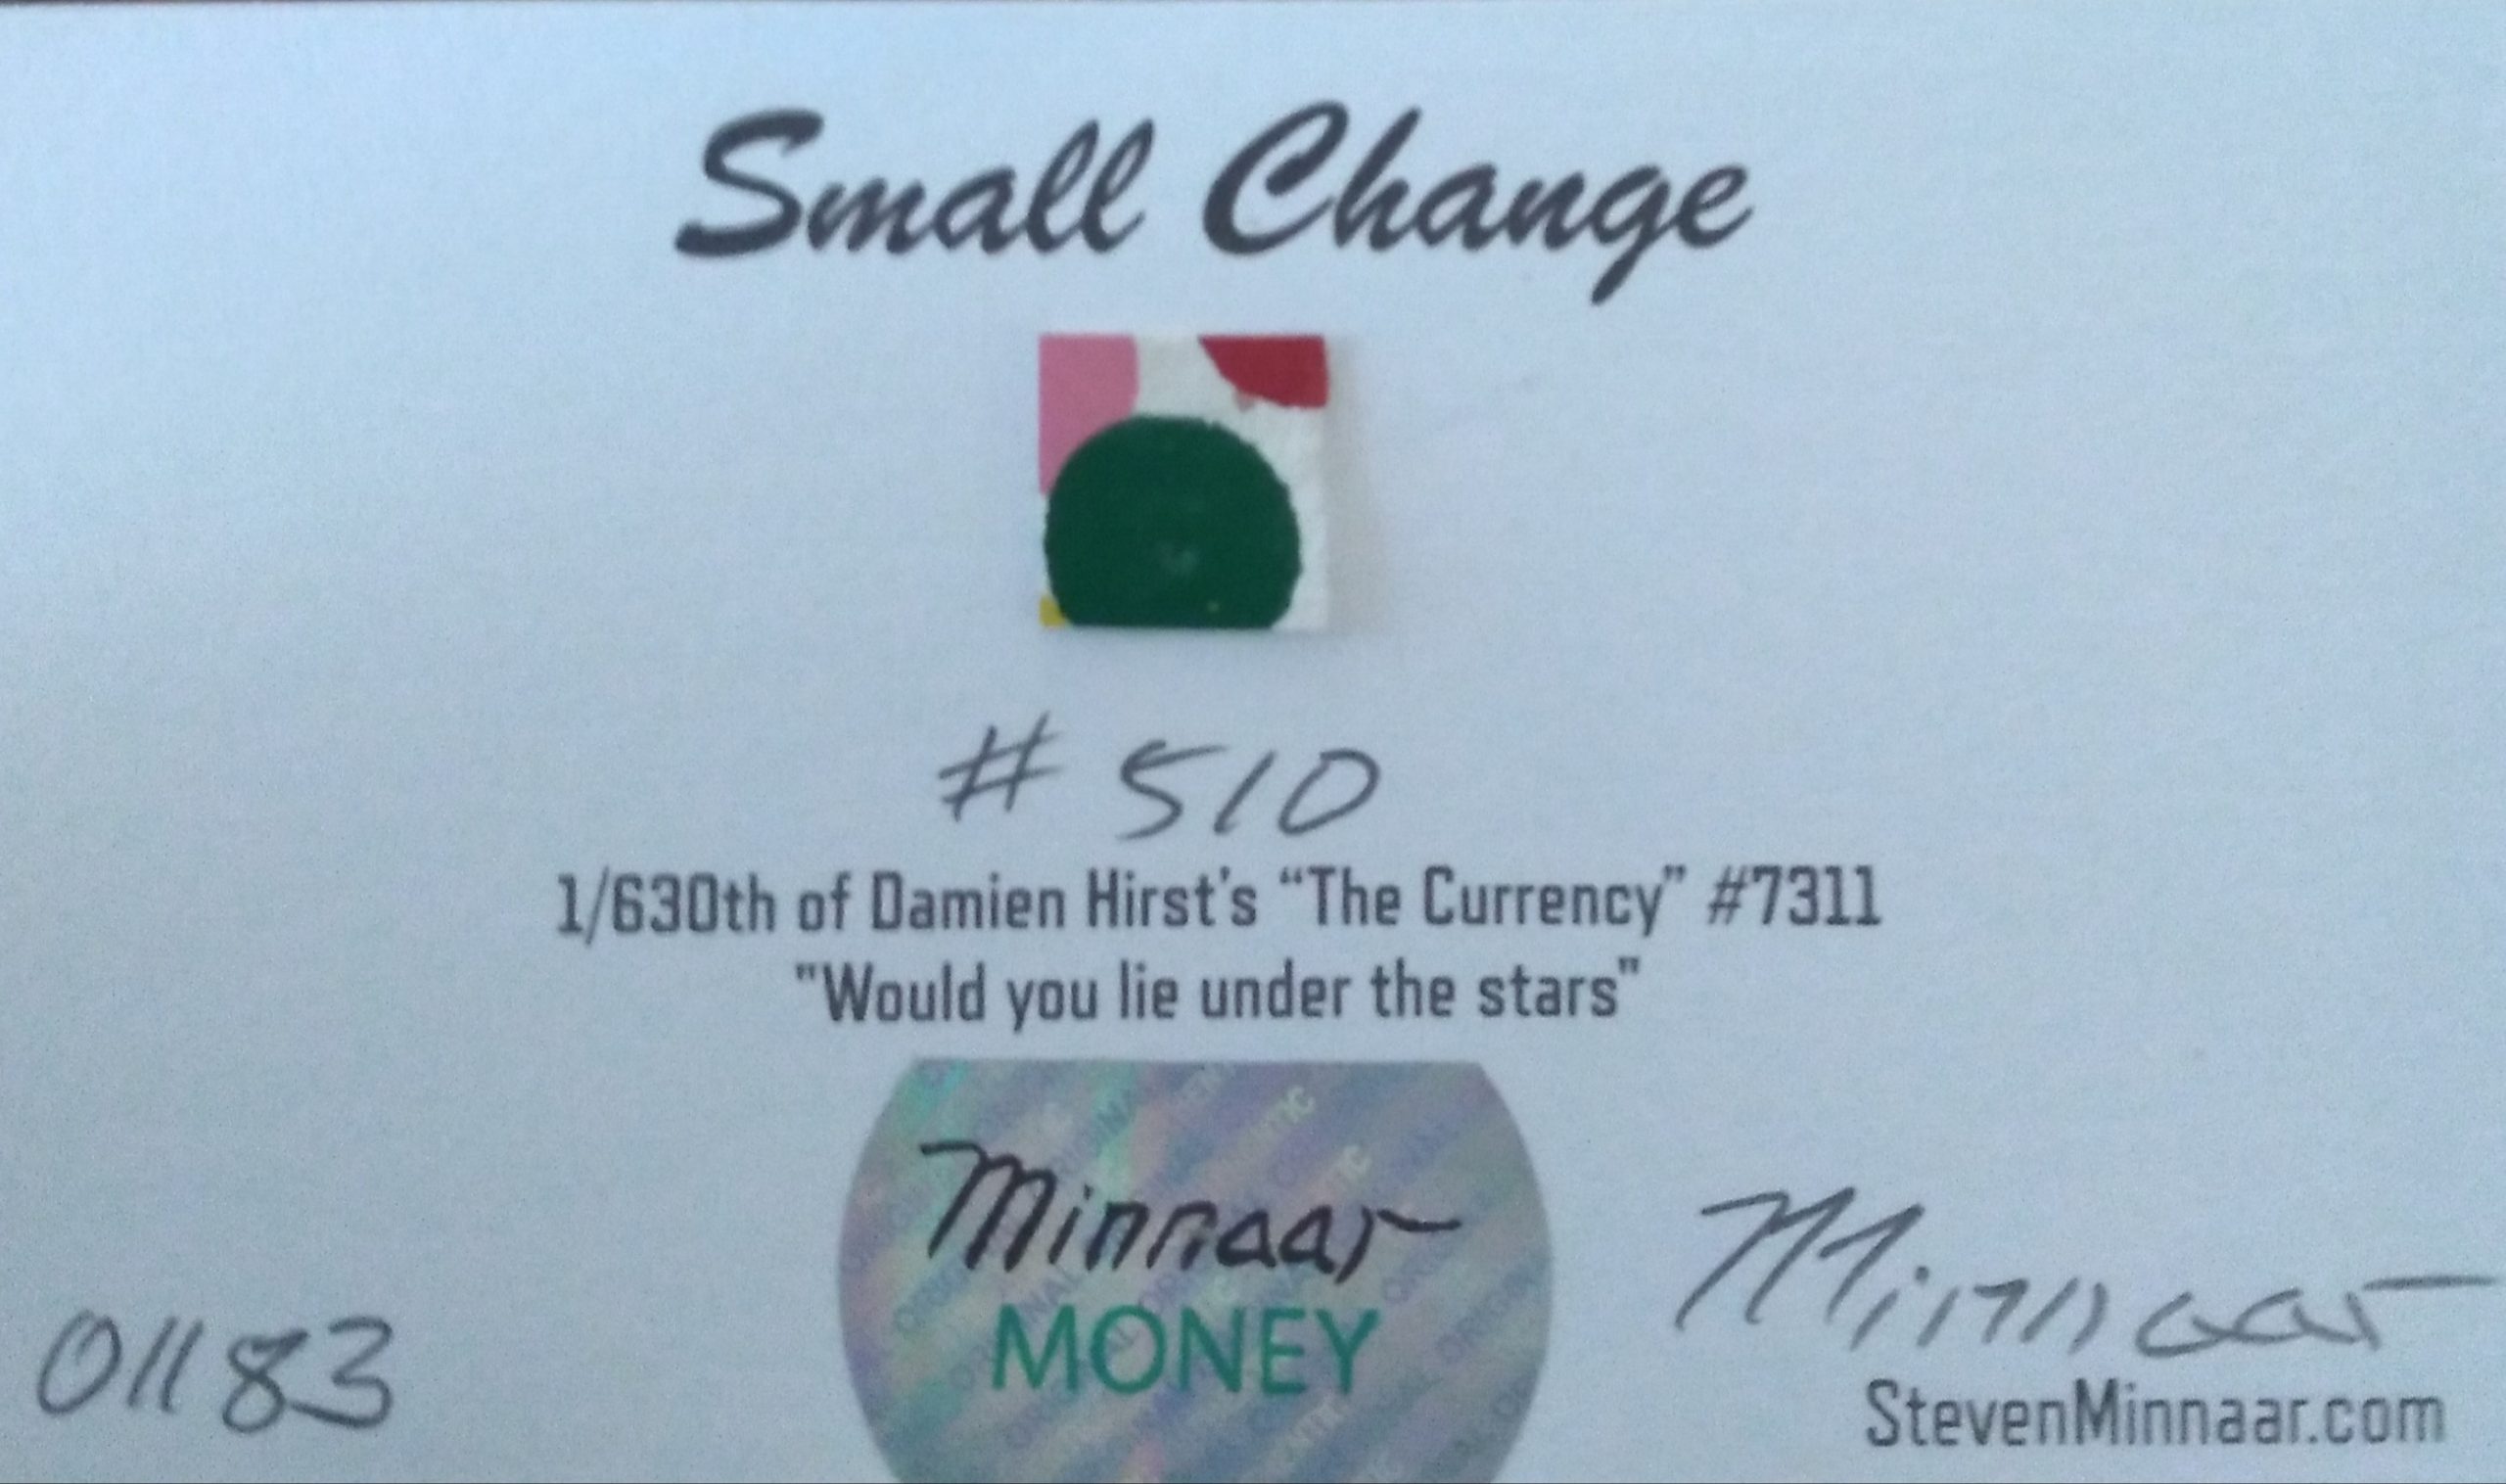 Small Change
# 510
1/630th of Damien Hirst's “The Currency” #7311
"Would you lie under the stars"
Minnaar
MONEY
01183
Minnaar
StevenMinnaar.com